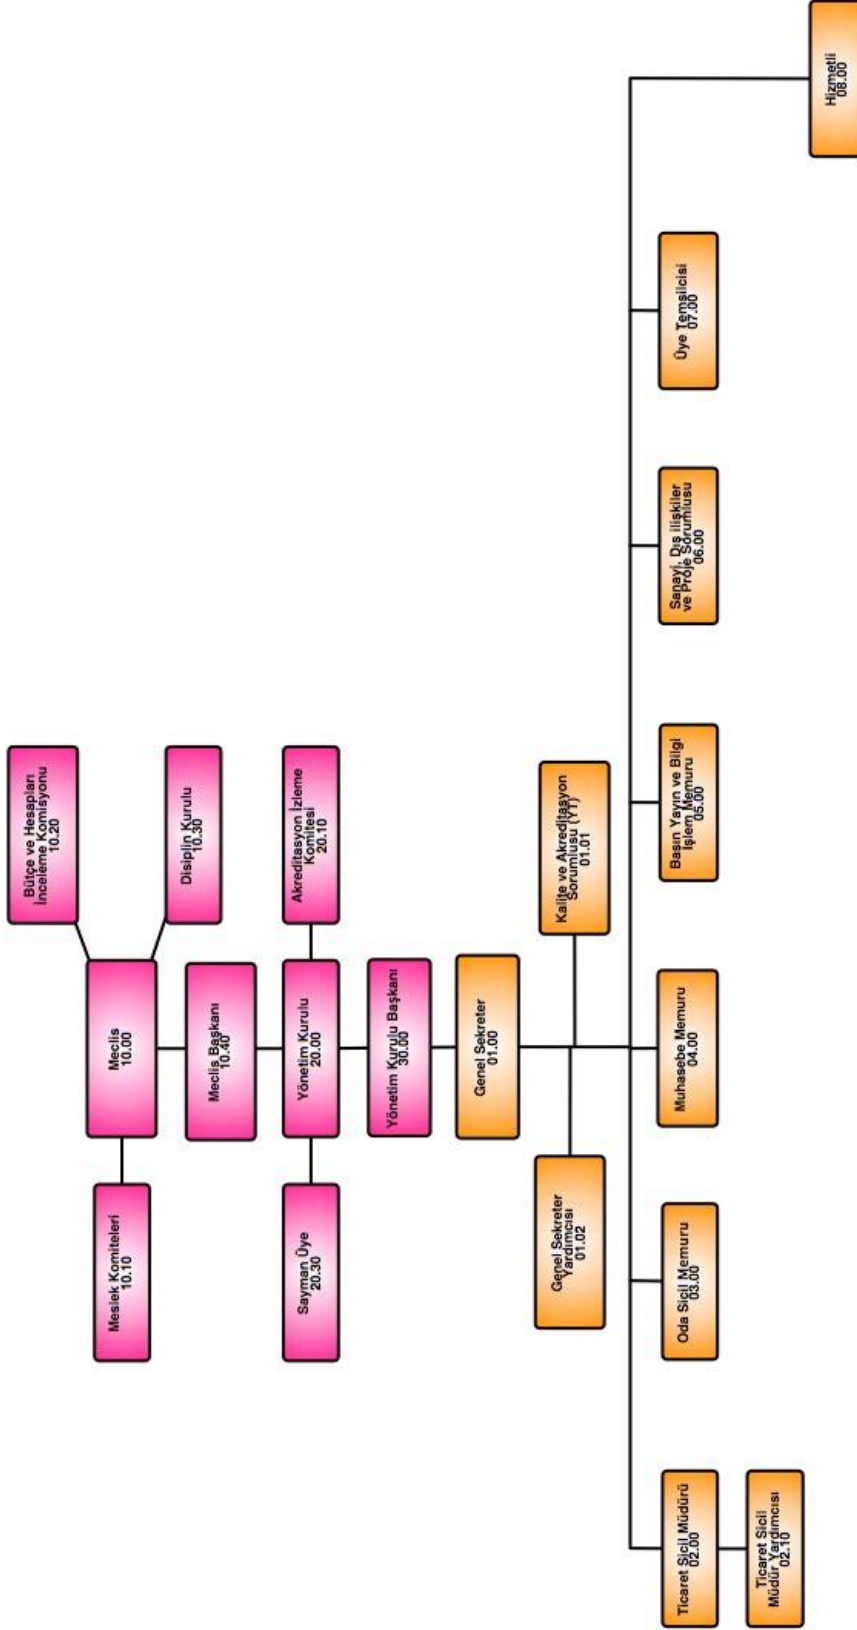 Meclis
10.00
Bütçe ve Hesapları
İnceleme Komisyonu
10.20
Meslek Komiteleri
10.10
Disiplin Kurulu
10.30
Meclis Başkanı
10.40
Sayman Üye
20.30
Yönetim Kurulu
20.00
Akreditasyon İzleme
Komitesi
20.10
Yönetim Kurulu Başkanı
30.00
Genel Sekreter
01.00
Genel Sekreter
Yardımcısı
01.02
Kalite ve Akreditasyon
Sorumlusu (YT)
01.01
Ticaret Sicil Müdürü
02.00
Ticaret Sicil
Müdür Yardımcısı
02.10
Oda Sicil Memuru
03.00
Muhasebe Memuru
04.00
Basın Yayın ve Bilgi
İşlem Memuru
05.00
Sanayi, Dış ilişkiler
ve Proje Sorumlusu
06.00
Üye Temsilcisi
07.00
Hizmetli
08.00